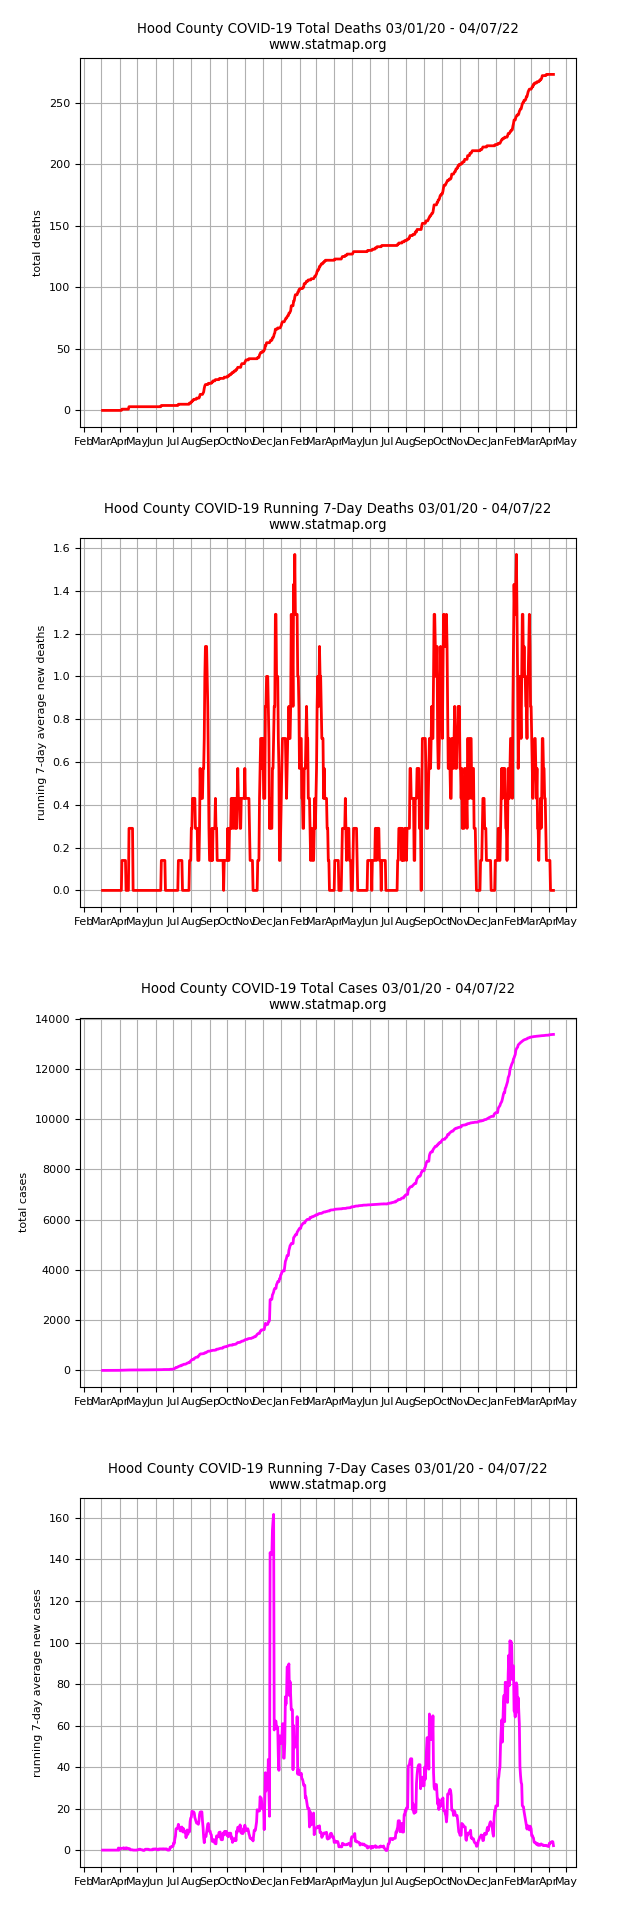 Hood County COVID-19 Total Deaths 03/01/20 - 04/07/22
www.statmap.org
total deaths
250
200
150
100
50
0
Feb Mar Apr May Jun Jul Aug Sep Oct Nov Dec Jan Feb Mar Apr May Jun Jul Aug Sep Oct Nov Dec Jan Feb Mar Apr May
Hood County COVID-19 Running 7-Day Deaths 03/01/20 - 04/07/22
www.statmap.org
running 7-day average new deaths
1.6
1.4
1.2
1.0
0.8
0.6
0.4
0.2
0.0
Feb Mar Apr May Jun Jul Aug Sep Oct Nov Dec Jan Feb Mar Apr May Jun Jul Aug Sep Oct Nov Dec Jan Feb Mar Apr May
Hood County COVID-19 Total Cases 03/01/20 - 04/07/22
www.statmap.org
total cases
14000
12000
10000
8000
6000
4000
2000
0
Feb Mar Apr May Jun Jul Aug Sep Oct Nov Dec Jan Feb Mar Apr May Jun Jul Aug Sep Oct Nov Dec Jan Feb Mar Apr May
Hood County COVID-19 Running 7-Day Cases 03/01/20 - 04/07/22
www.statmap.org
running 7-day average new cases
160
140
120
100
80
60
40
20
0
Feb Mar Apr May Jun Jul Aug Sep Oct Nov Dec Jan Feb Mar Apr May Jun Jul Aug Sep Oct Nov Dec Jan Feb Mar Apr May